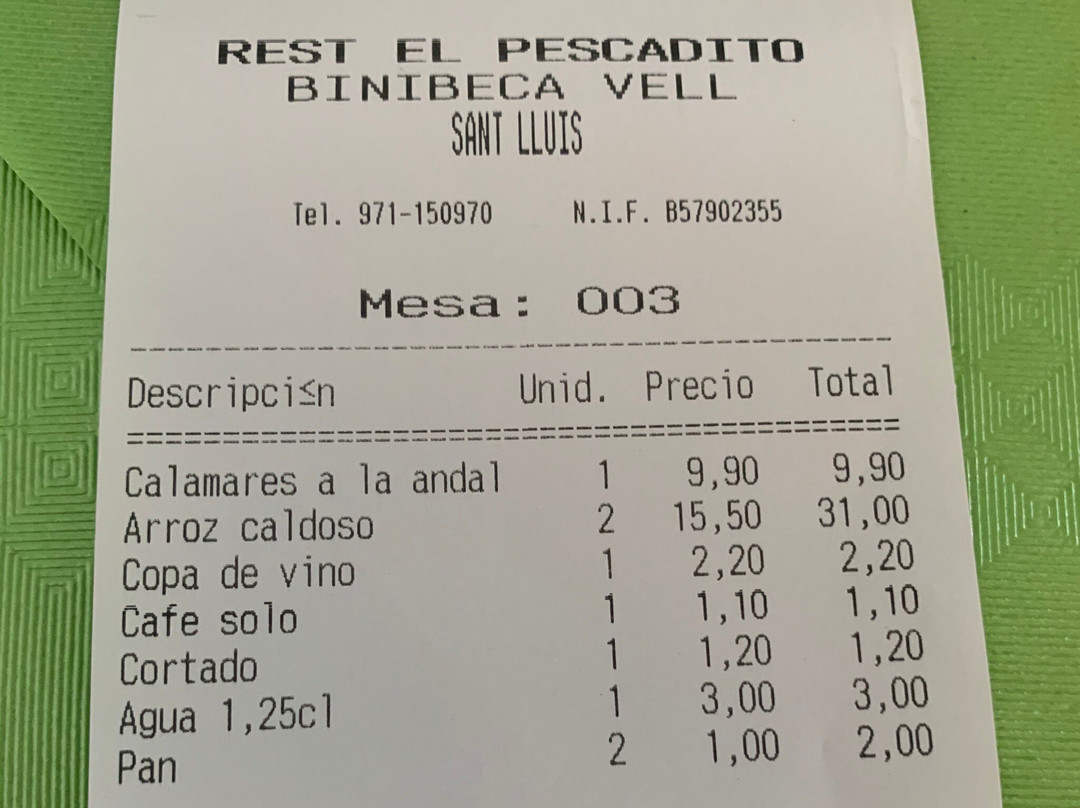 REST EL PESCADITO
BINIBECA VELL
SANT LLUIS
Tel. 971-150970 N.I.F. B57902355
Mesa: 003
Descripci≤n Unid. Precio Total
Calamares a la andal 1 9,90 9,90
Arroz caldoso 2 15,50 31,00
Copa de vino 1 2,20 2,20
Cafe solo 1 1,10 1,10
Cortado 1 1,20 1,20
Agua 1,25cl 1 3,00 3,00
Pan 2 1,00 2,00